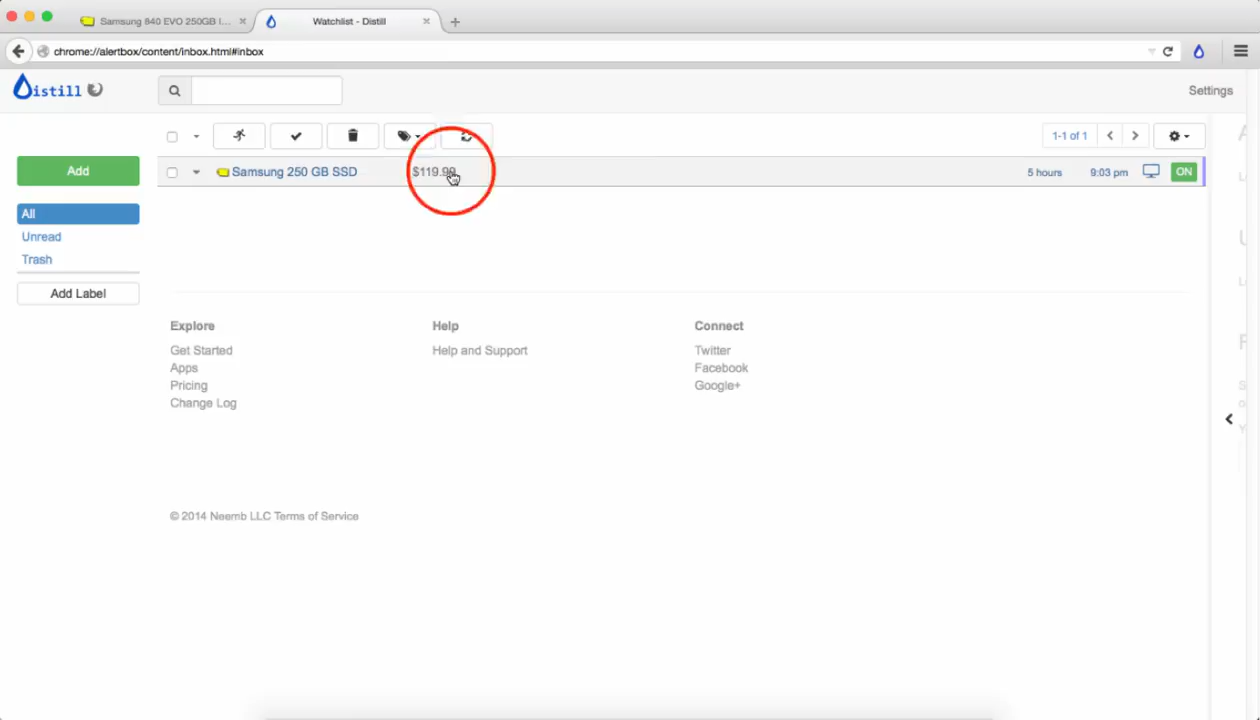 Samsung 840 EVO 250GB I...
Watchlist - Distill
chrome://alertbox/content/inbox.html#inbox
istill
Settings
1-1 of 1
Add
Samsung 250 GB SSD
$119.99
5 hours
9:03 pm
ON
All
Unread
Trash
Add Label
Explore
Help
Connect
Get Started
Help and Support
Twitter
Apps
Facebook
Pricing
Google+
Change Log
© 2014 Neemb LLC Terms of Service